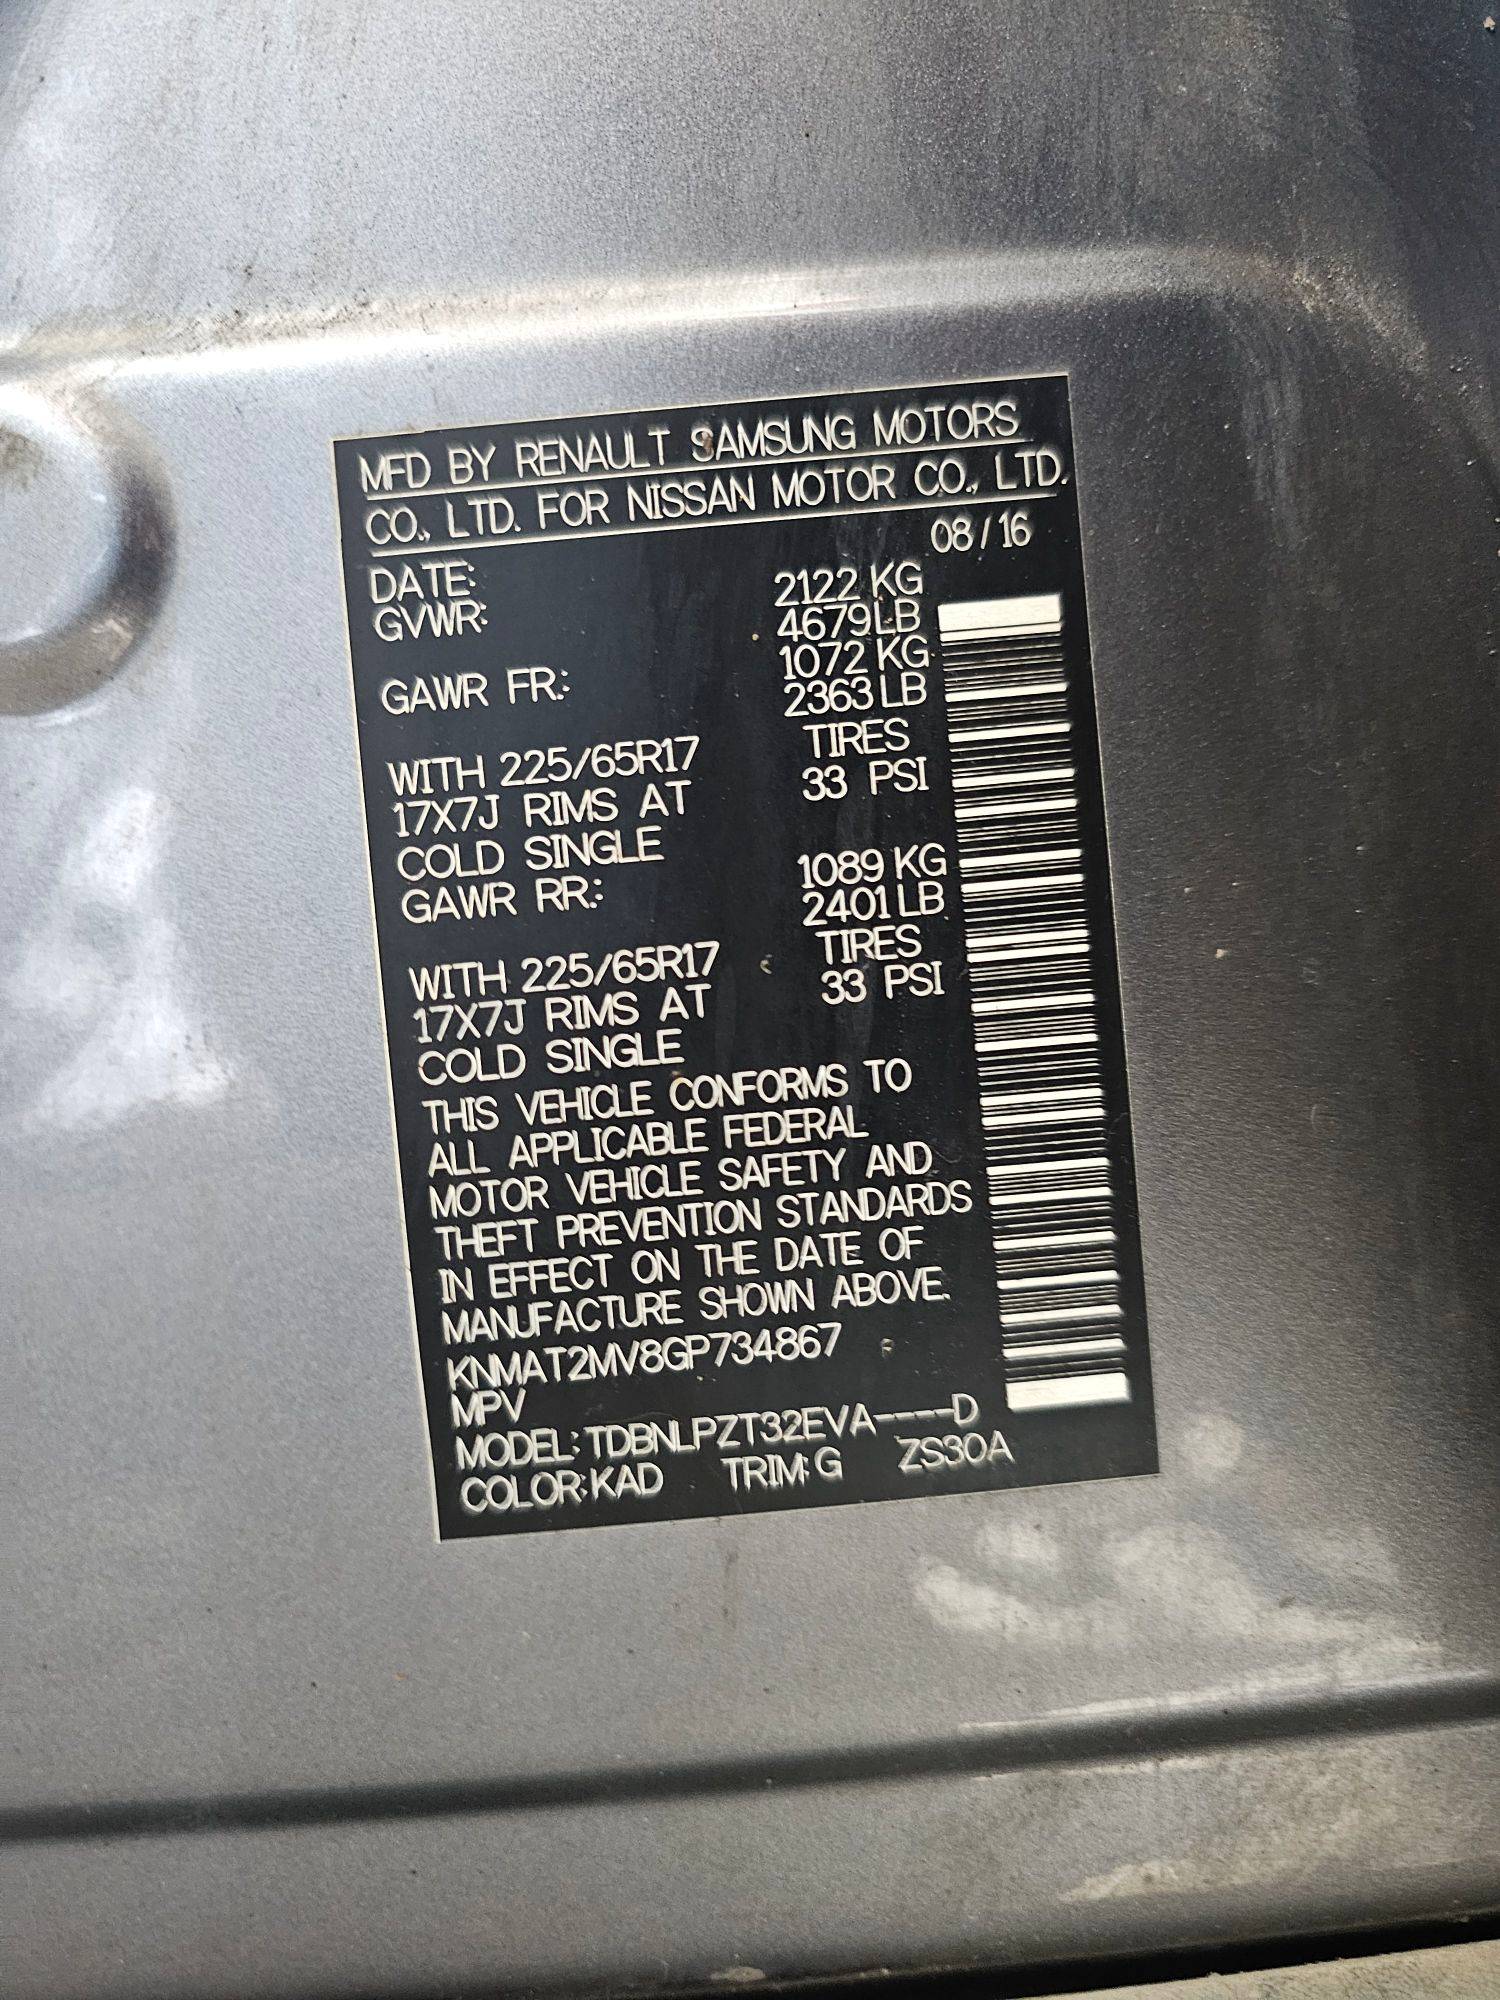 MFD BY RENAULT SAMSUNG MOTORS
CO., LTD. FOR NISSAN MOTOR CO., LTD.
DATE: 08/16
GVWR: 2122 KG
4679 LB
GAWR FR.: 1072 KG
2363 LB
WITH 225/65R17 TIRES
17X7J RIMS AT 33 PSI
COLD SINGLE
GAWR RR.: 1089 KG
2401 LB
WITH 225/65R17 TIRES
17X7J RIMS AT 33 PSI
COLD SINGLE
THIS VEHICLE CONFORMS TO
ALL APPLICABLE FEDERAL
MOTOR VEHICLE SAFETY AND
THEFT PREVENTION STANDARDS
IN EFFECT ON THE DATE OF
MANUFACTURE SHOWN ABOVE.
KNMAT2MV8GP734867
MPV
MODEL: TDBNLPZT32EVA----D
COLOR: KAD TRIM: G ZS30A